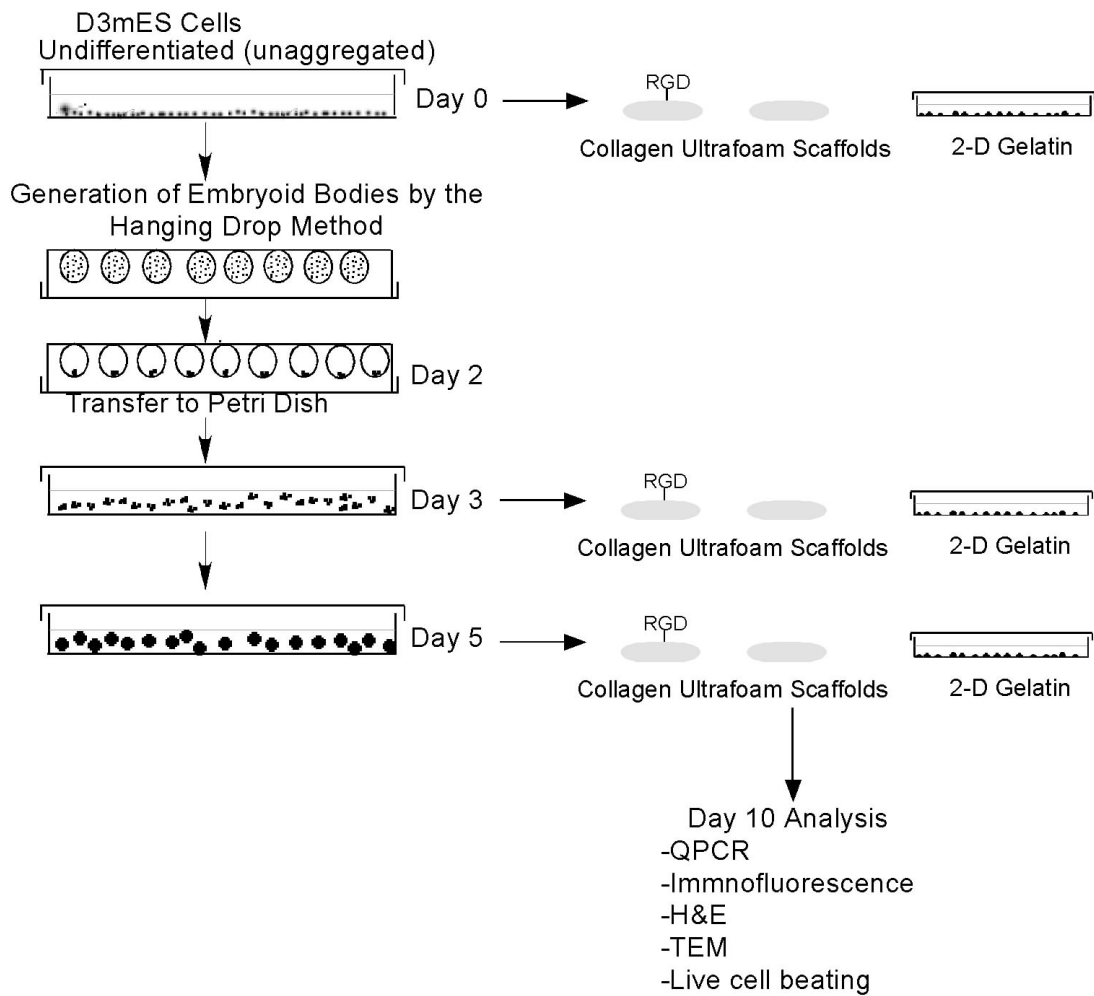 D3mES Cells
Undifferentiated (unaggregated)
Day 0
RGD
Collagen Ultrafoam Scaffolds
2-D Gelatin
Generation of Embryoid Bodies by the
Hanging Drop Method
Day 2
Transfer to Petri Dish
Day 3
RGD
Collagen Ultrafoam Scaffolds
2-D Gelatin
Day 5
RGD
Collagen Ultrafoam Scaffolds
2-D Gelatin
Day 10 Analysis
-QPCR
-Immnofluorescence
-H&E
-TEM
-Live cell beating